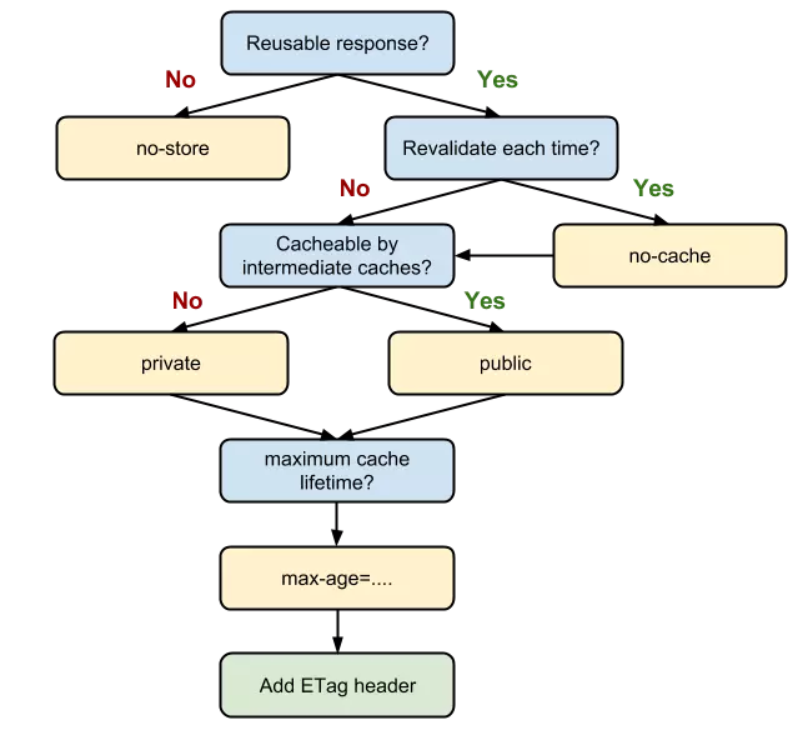 Reusable response?
No
Yes
no-store
Revalidate each time?
No
Yes
Cacheable by
intermediate caches?
no-cache
No
Yes
private
public
maximum cache
lifetime?
max-age=....
Add ETag header